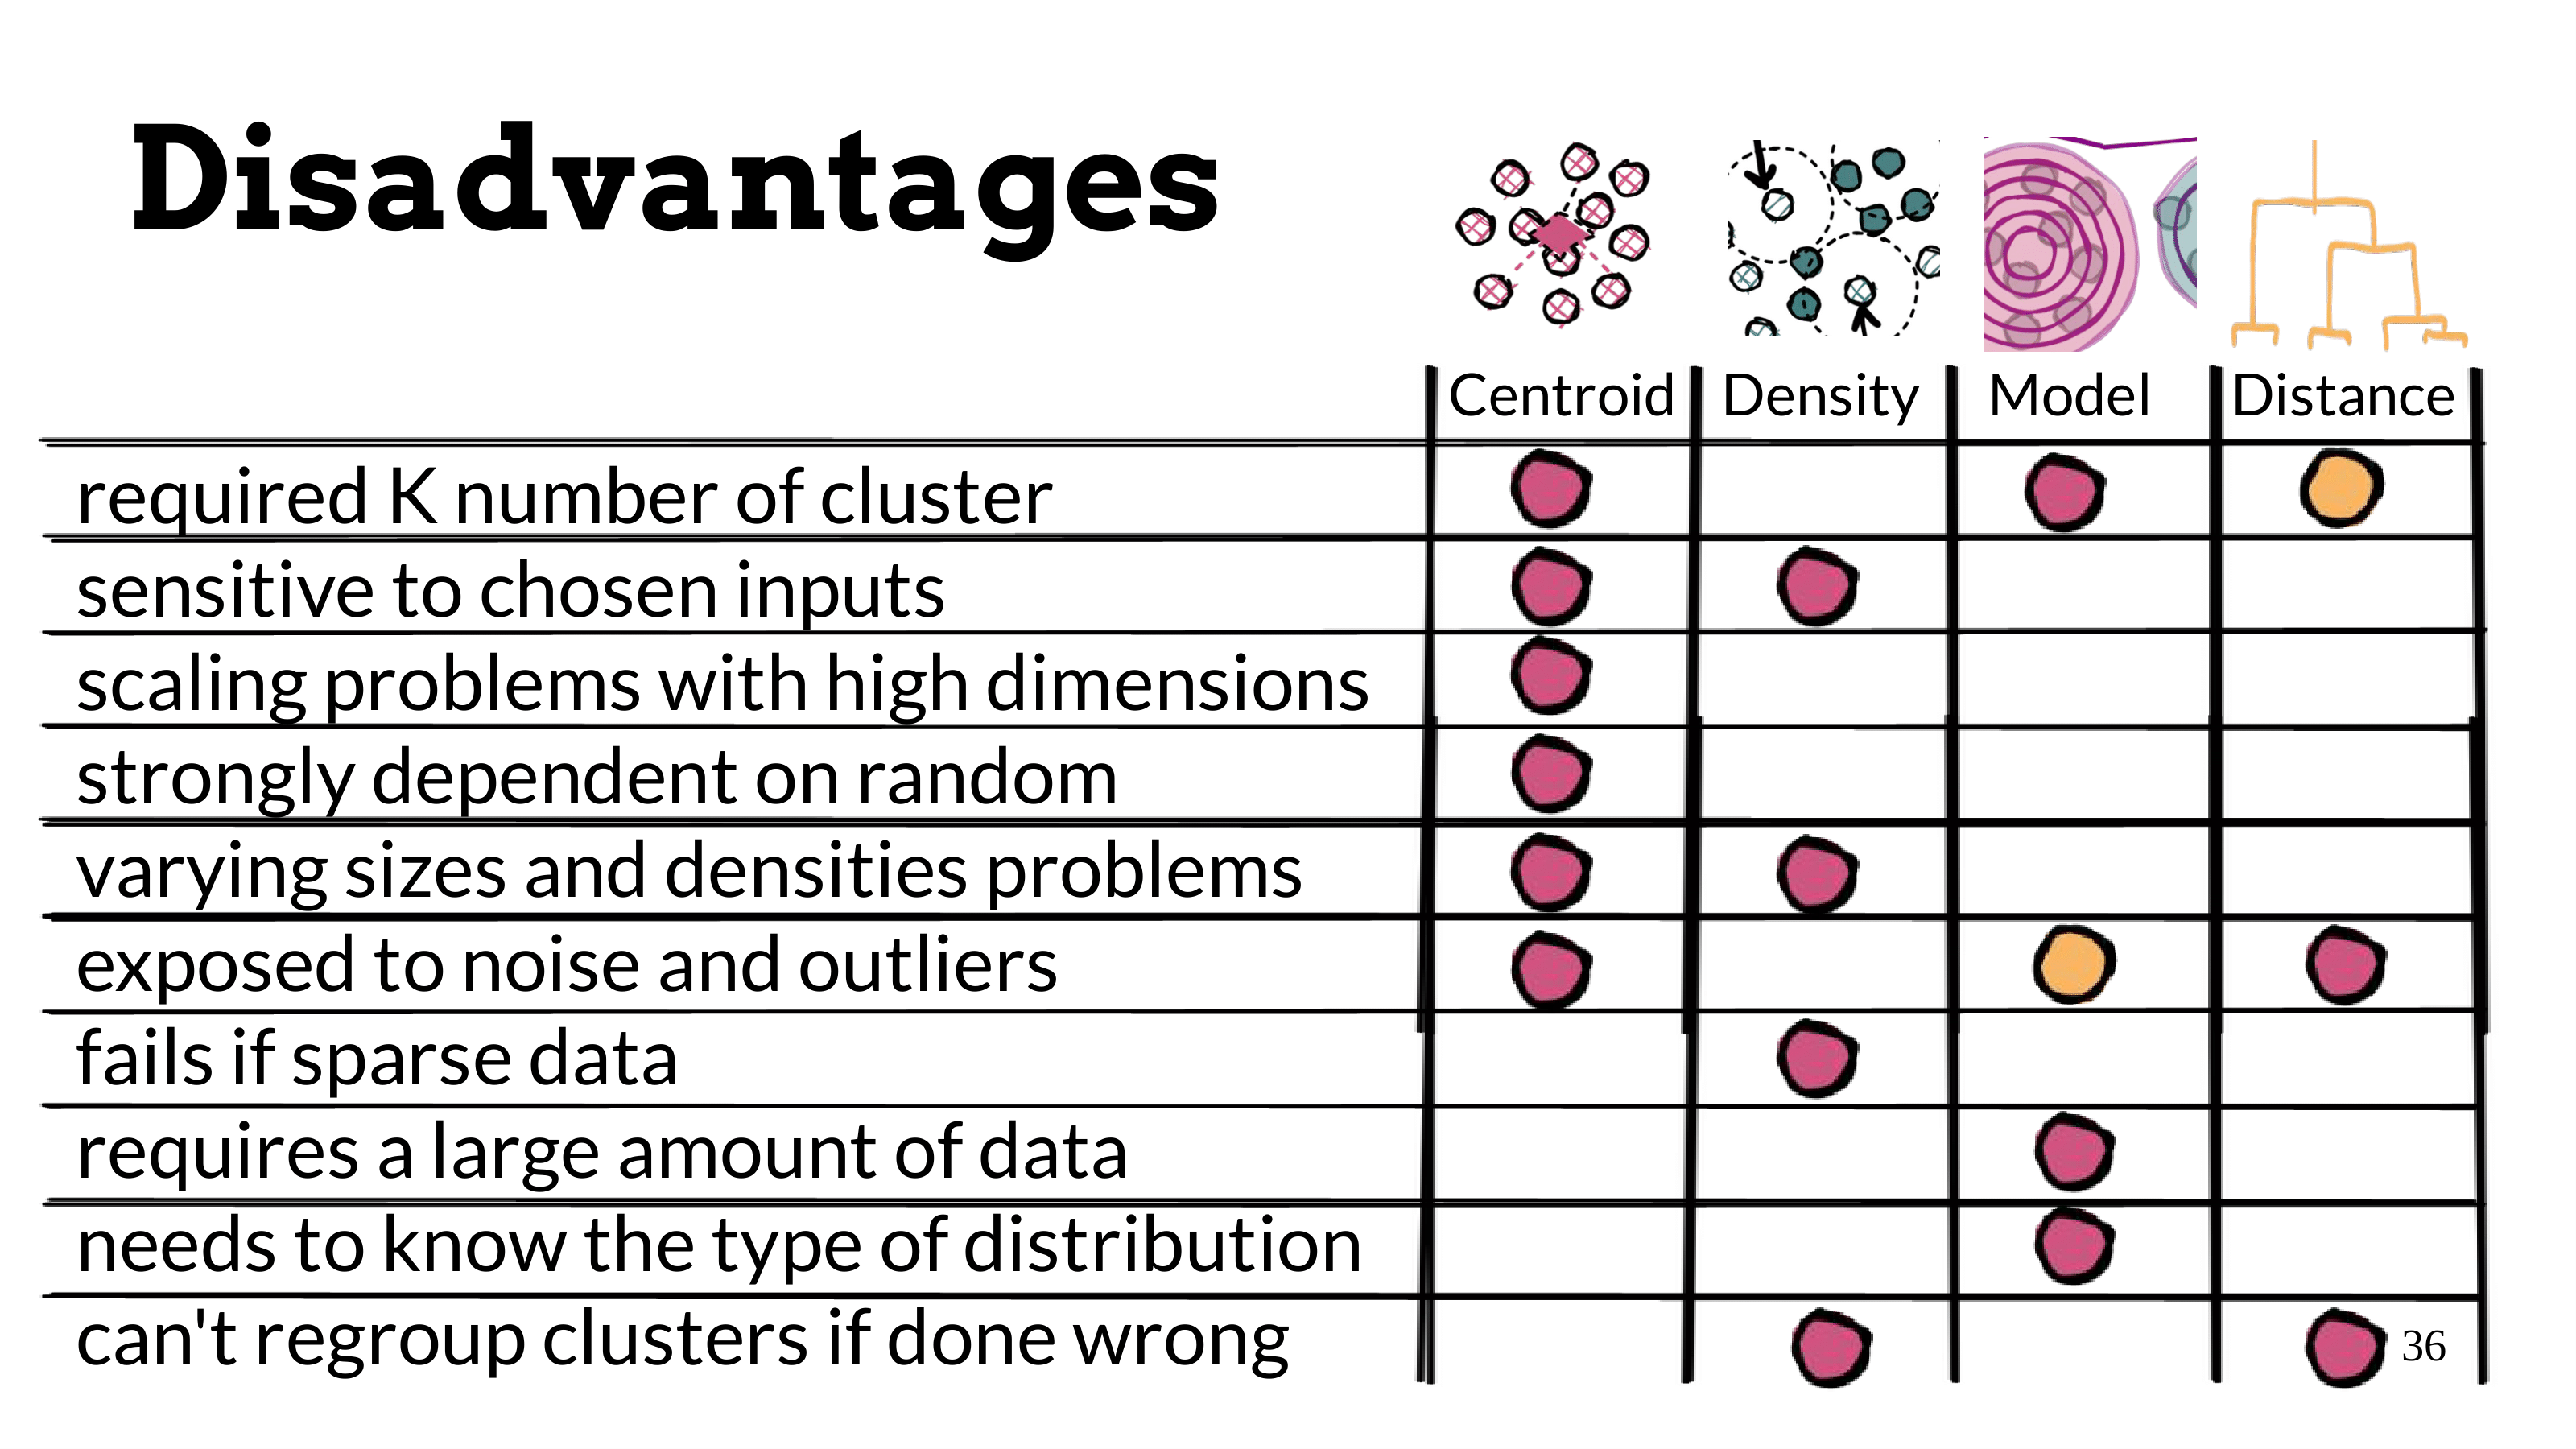 Disadvantages
Centroid Density Model Distance
required K number of cluster
sensitive to chosen inputs
scaling problems with high dimensions
strongly dependent on random
varying sizes and densities problems
exposed to noise and outliers
fails if sparse data
requires a large amount of data
needs to know the type of distribution
can't regroup clusters if done wrong
36